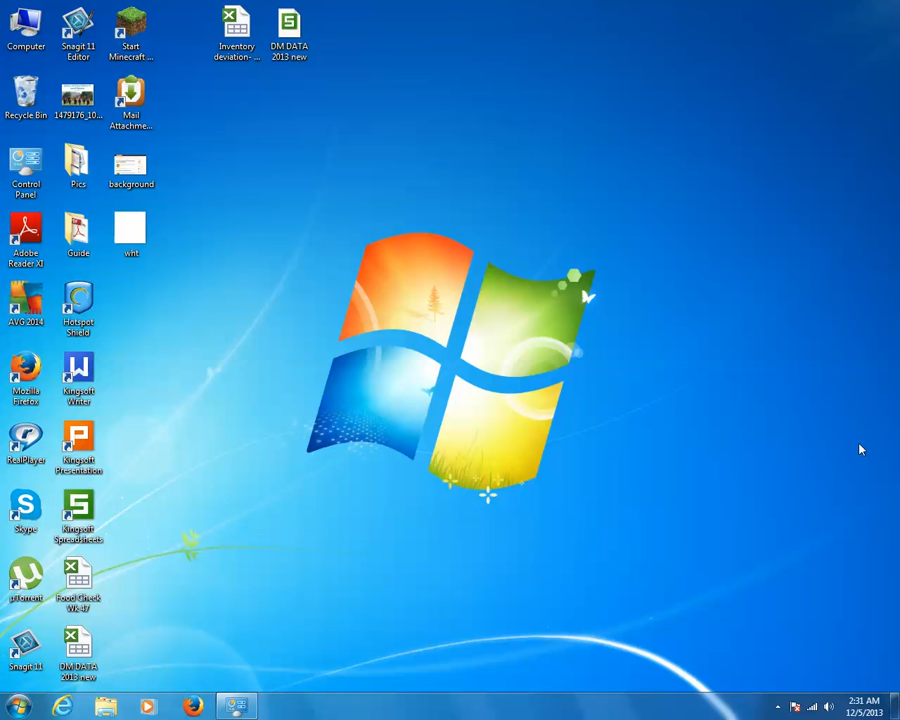 Computer
Snagit 11
Editor
Start
Minecraft ...
Inventory
deviation- ...
DM DATA
2013 new
Recycle Bin
1479176_10...
Mail
Attachme...
Control
Panel
Pics
background
Adobe
Reader XI
Guide
wht
AVG 2014
Hotspot
Shield
Mozilla
Firefox
Kingsoft
Writer
RealPlayer
Kingsoft
Presentation
Skype
Kingsoft
Spreadsheets
µTorrent
Food Check
Wk 47
Snagit 11
DM DATA
2013 new
2:31 AM
12/5/2013